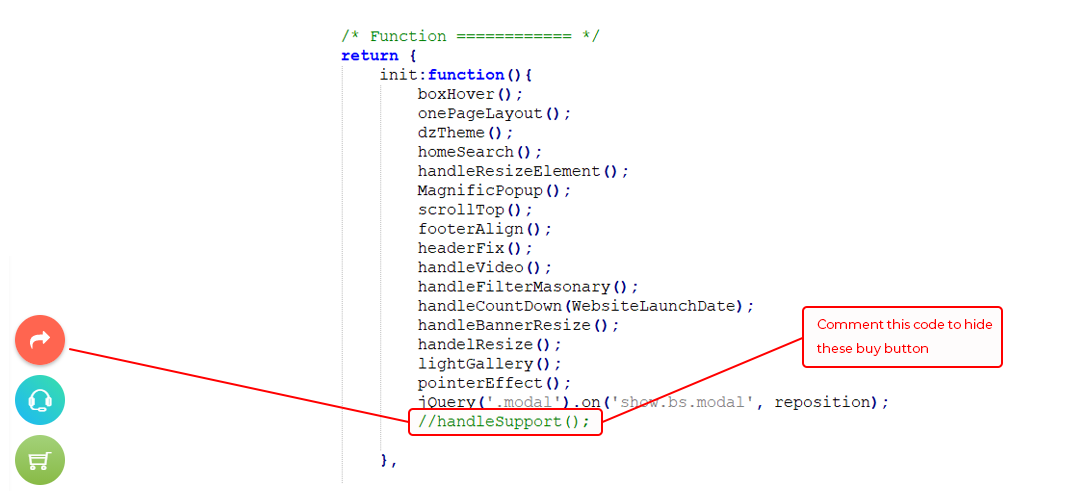 /* Function ============ */
return {
init:function(){
boxHover();
onePageLayout();
dzTheme();
homeSearch();
handleResizeElement();
MagnificPopup();
scrollTop();
footerAlign();
headerFix();
handleVideo();
handleFilterMasonary();
handleCountDown(WebsiteLaunchDate);
handleBannerResize();
handelResize();
lightGallery();
pointerEffect();
jQuery('.modal').on('show.bs.modal', reposition);
//handleSupport();
},
Comment this code to hide
these buy button